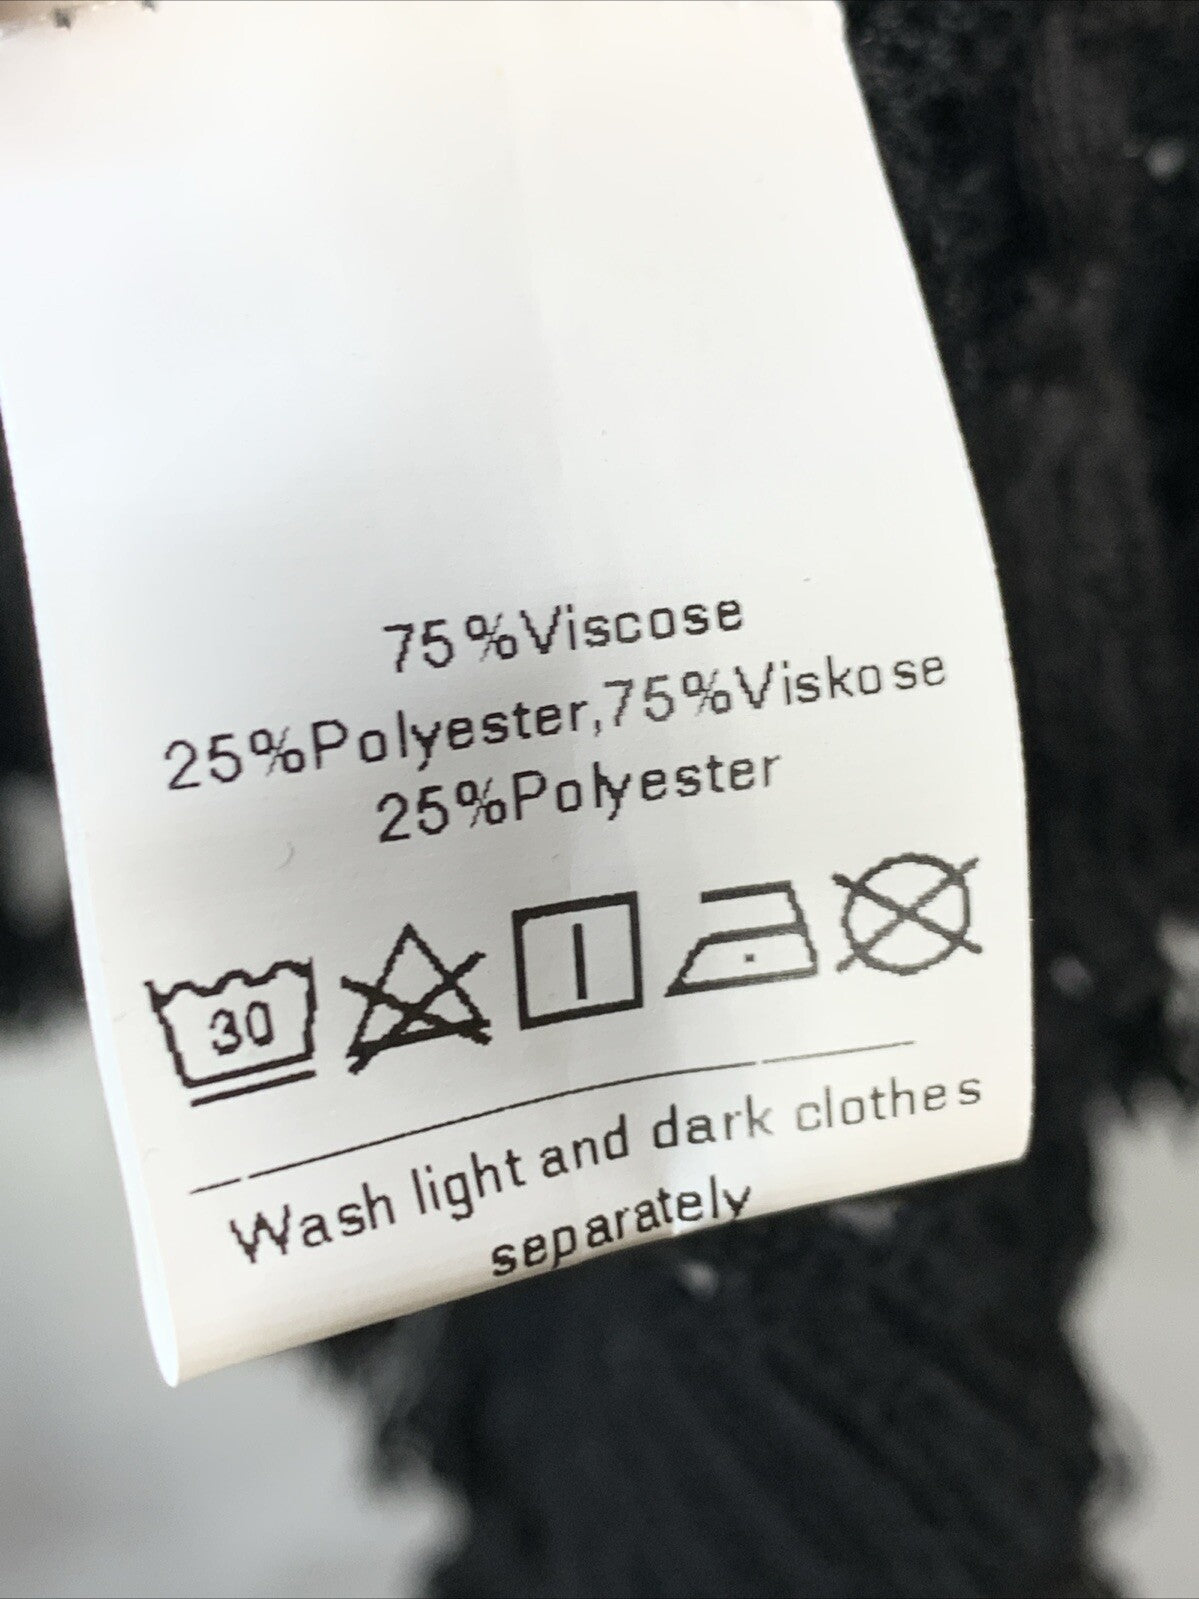 75%Viscose
25%Polyester,75%Viskose
25%Polyester
30
Wash light and dark clothes
separately